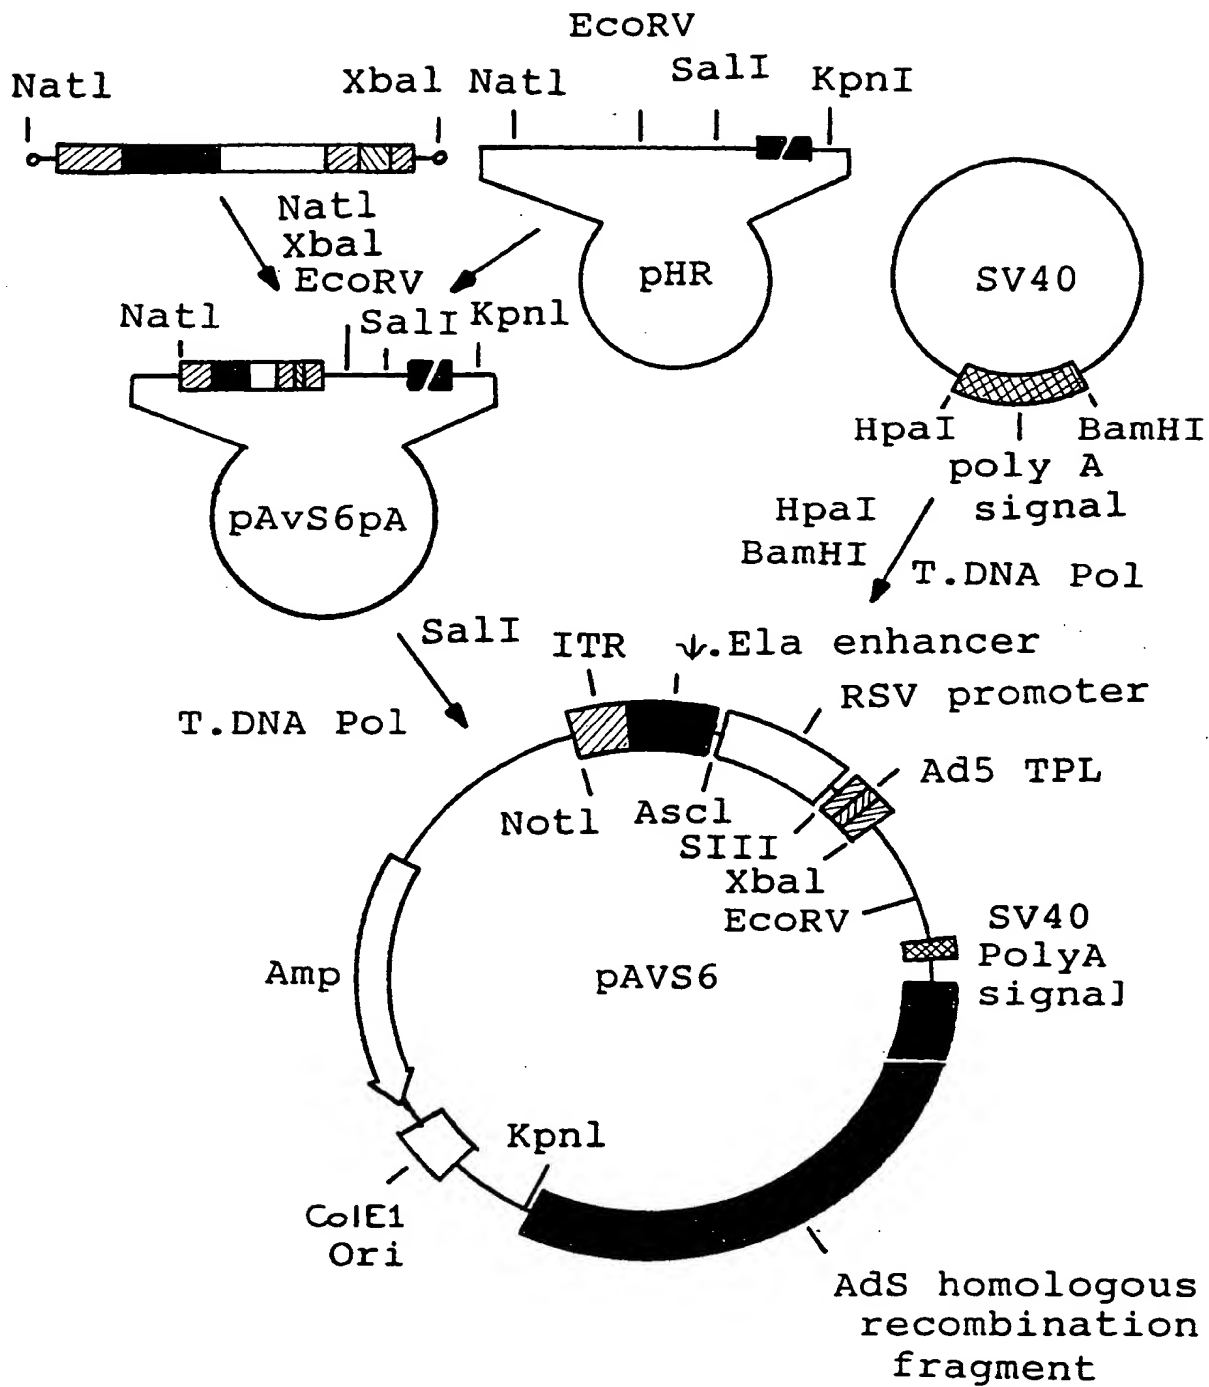 EcoRV
Natl
Xbal
Natl
SalI
KpnI
Natl
Xbal
EcoRV
pHR
SV40
Natl
SalI
Kpnl
HpaI
BamHI
poly A
signal
pAvS6pA
HpaI
BamHI
T.DNA Pol
SalI
T.DNA Pol
ITR
.Ela enhancer
RSV promoter
Ad5 TPL
Notl
Ascl
SIII
Xbal
EcoRV
SV40
PolyA
signal
Amp
pAVS6
Kpnl
ColE1
Ori
AdS homologous
recombination
fragment